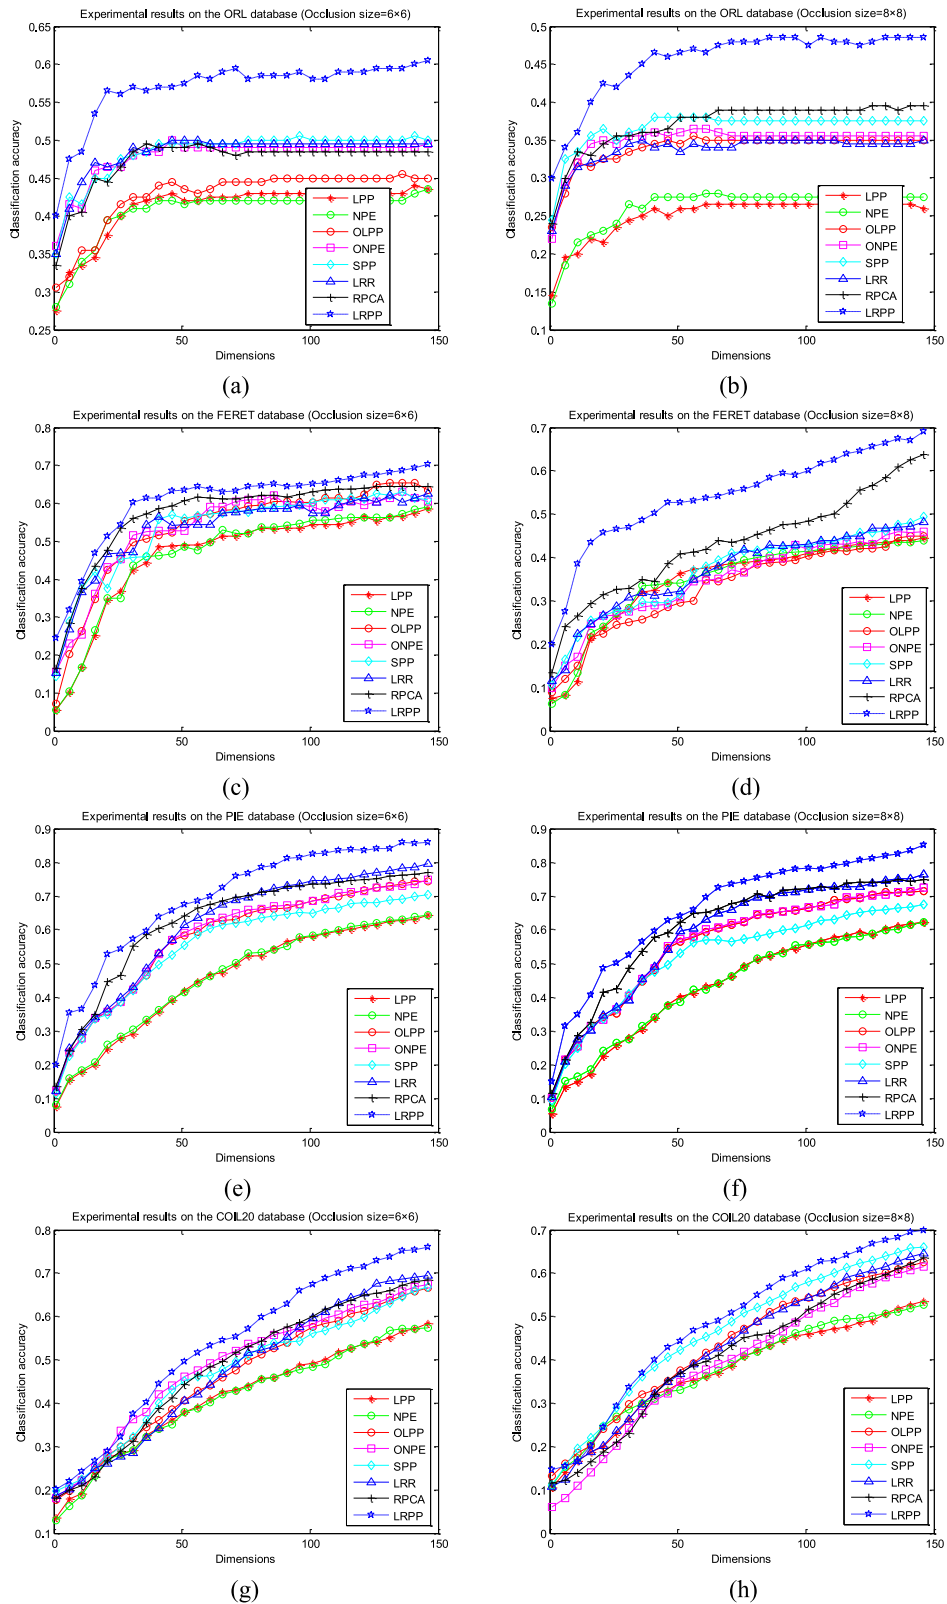 Experimental results on the ORL database (Occlusion size=6×6)
Classification accuracy
0.65
0.6
0.55
0.5
0.45
0.4
0.35
0.3
0.25
0
50
100
150
Dimensions
LPP
NPE
OLPP
ONPE
SPP
LRR
RPCA
LRPP
(a)
Experimental results on the ORL database (Occlusion size=8×8)
Classification accuracy
0.5
0.45
0.4
0.35
0.3
0.25
0.2
0.15
0.1
0
50
100
150
Dimensions
LPP
NPE
OLPP
ONPE
SPP
LRR
RPCA
LRPP
(b)
Experimental results on the FERET database (Occlusion size=6×6)
Classification accuracy
0.8
0.7
0.6
0.5
0.4
0.3
0.2
0.1
0
0
50
100
150
Dimensions
LPP
NPE
OLPP
ONPE
SPP
LRR
RPCA
LRPP
(c)
Experimental results on the FERET database (Occlusion size=8×8)
Classification accuracy
0.7
0.6
0.5
0.4
0.3
0.2
0.1
0
0
50
100
150
Dimensions
LPP
NPE
OLPP
ONPE
SPP
LRR
RPCA
LRPP
(d)
Experimental results on the PIE database (Occlusion size=6×6)
Classification accuracy
0.9
0.8
0.7
0.6
0.5
0.4
0.3
0.2
0.1
0
0
50
100
150
Dimensions
LPP
NPE
OLPP
ONPE
SPP
LRR
RPCA
LRPP
(e)
Experimental results on the PIE database (Occlusion size=8×8)
Classification accuracy
0.9
0.8
0.7
0.6
0.5
0.4
0.3
0.2
0.1
0
0
50
100
150
Dimensions
LPP
NPE
OLPP
ONPE
SPP
LRR
RPCA
LRPP
(f)
Experimental results on the COIL20 database (Occlusion size=6×6)
Classification accuracy
0.8
0.7
0.6
0.5
0.4
0.3
0.2
0.1
0
50
100
150
Dimensions
LPP
NPE
OLPP
ONPE
SPP
LRR
RPCA
LRPP
(g)
Experimental results on the COIL20 database (Occlusion size=8×8)
Classification accuracy
0.7
0.6
0.5
0.4
0.3
0.2
0.1
0
0
50
100
150
Dimensions
LPP
NPE
OLPP
ONPE
SPP
LRR
RPCA
LRPP
(h)